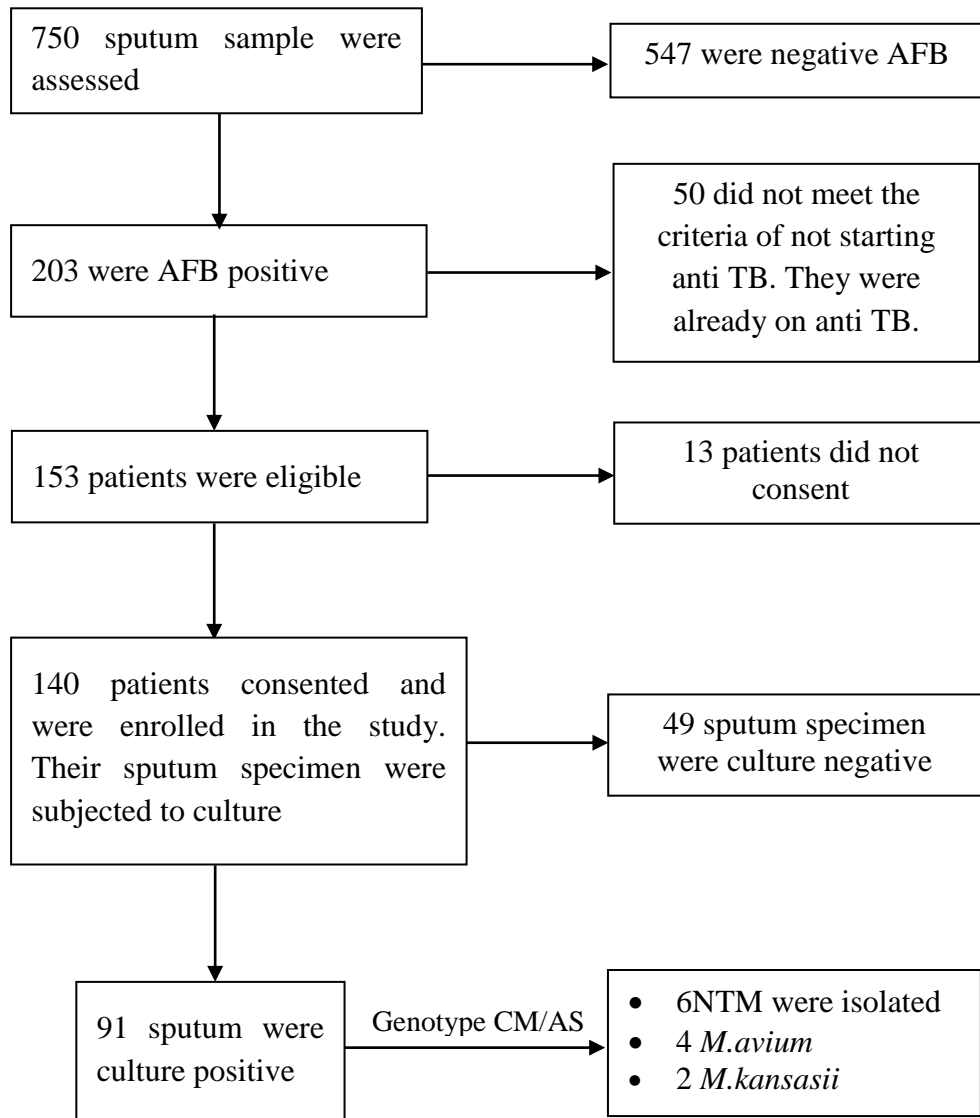 750 sputum sample were
assessed
547 were negative AFB
203 were AFB positive
50 did not meet the
criteria of not starting
anti TB. They were
already on anti TB.
153 patients were eligible
13 patients did not
consent
140 patients consented and
were enrolled in the study.
Their sputum specimen were
subjected to culture
49 sputum specimen
were culture negative
91 sputum were
culture positive
Genotype CM/AS
• 6NTM were isolated
• 4 M.avium
• 2 M.kansasii